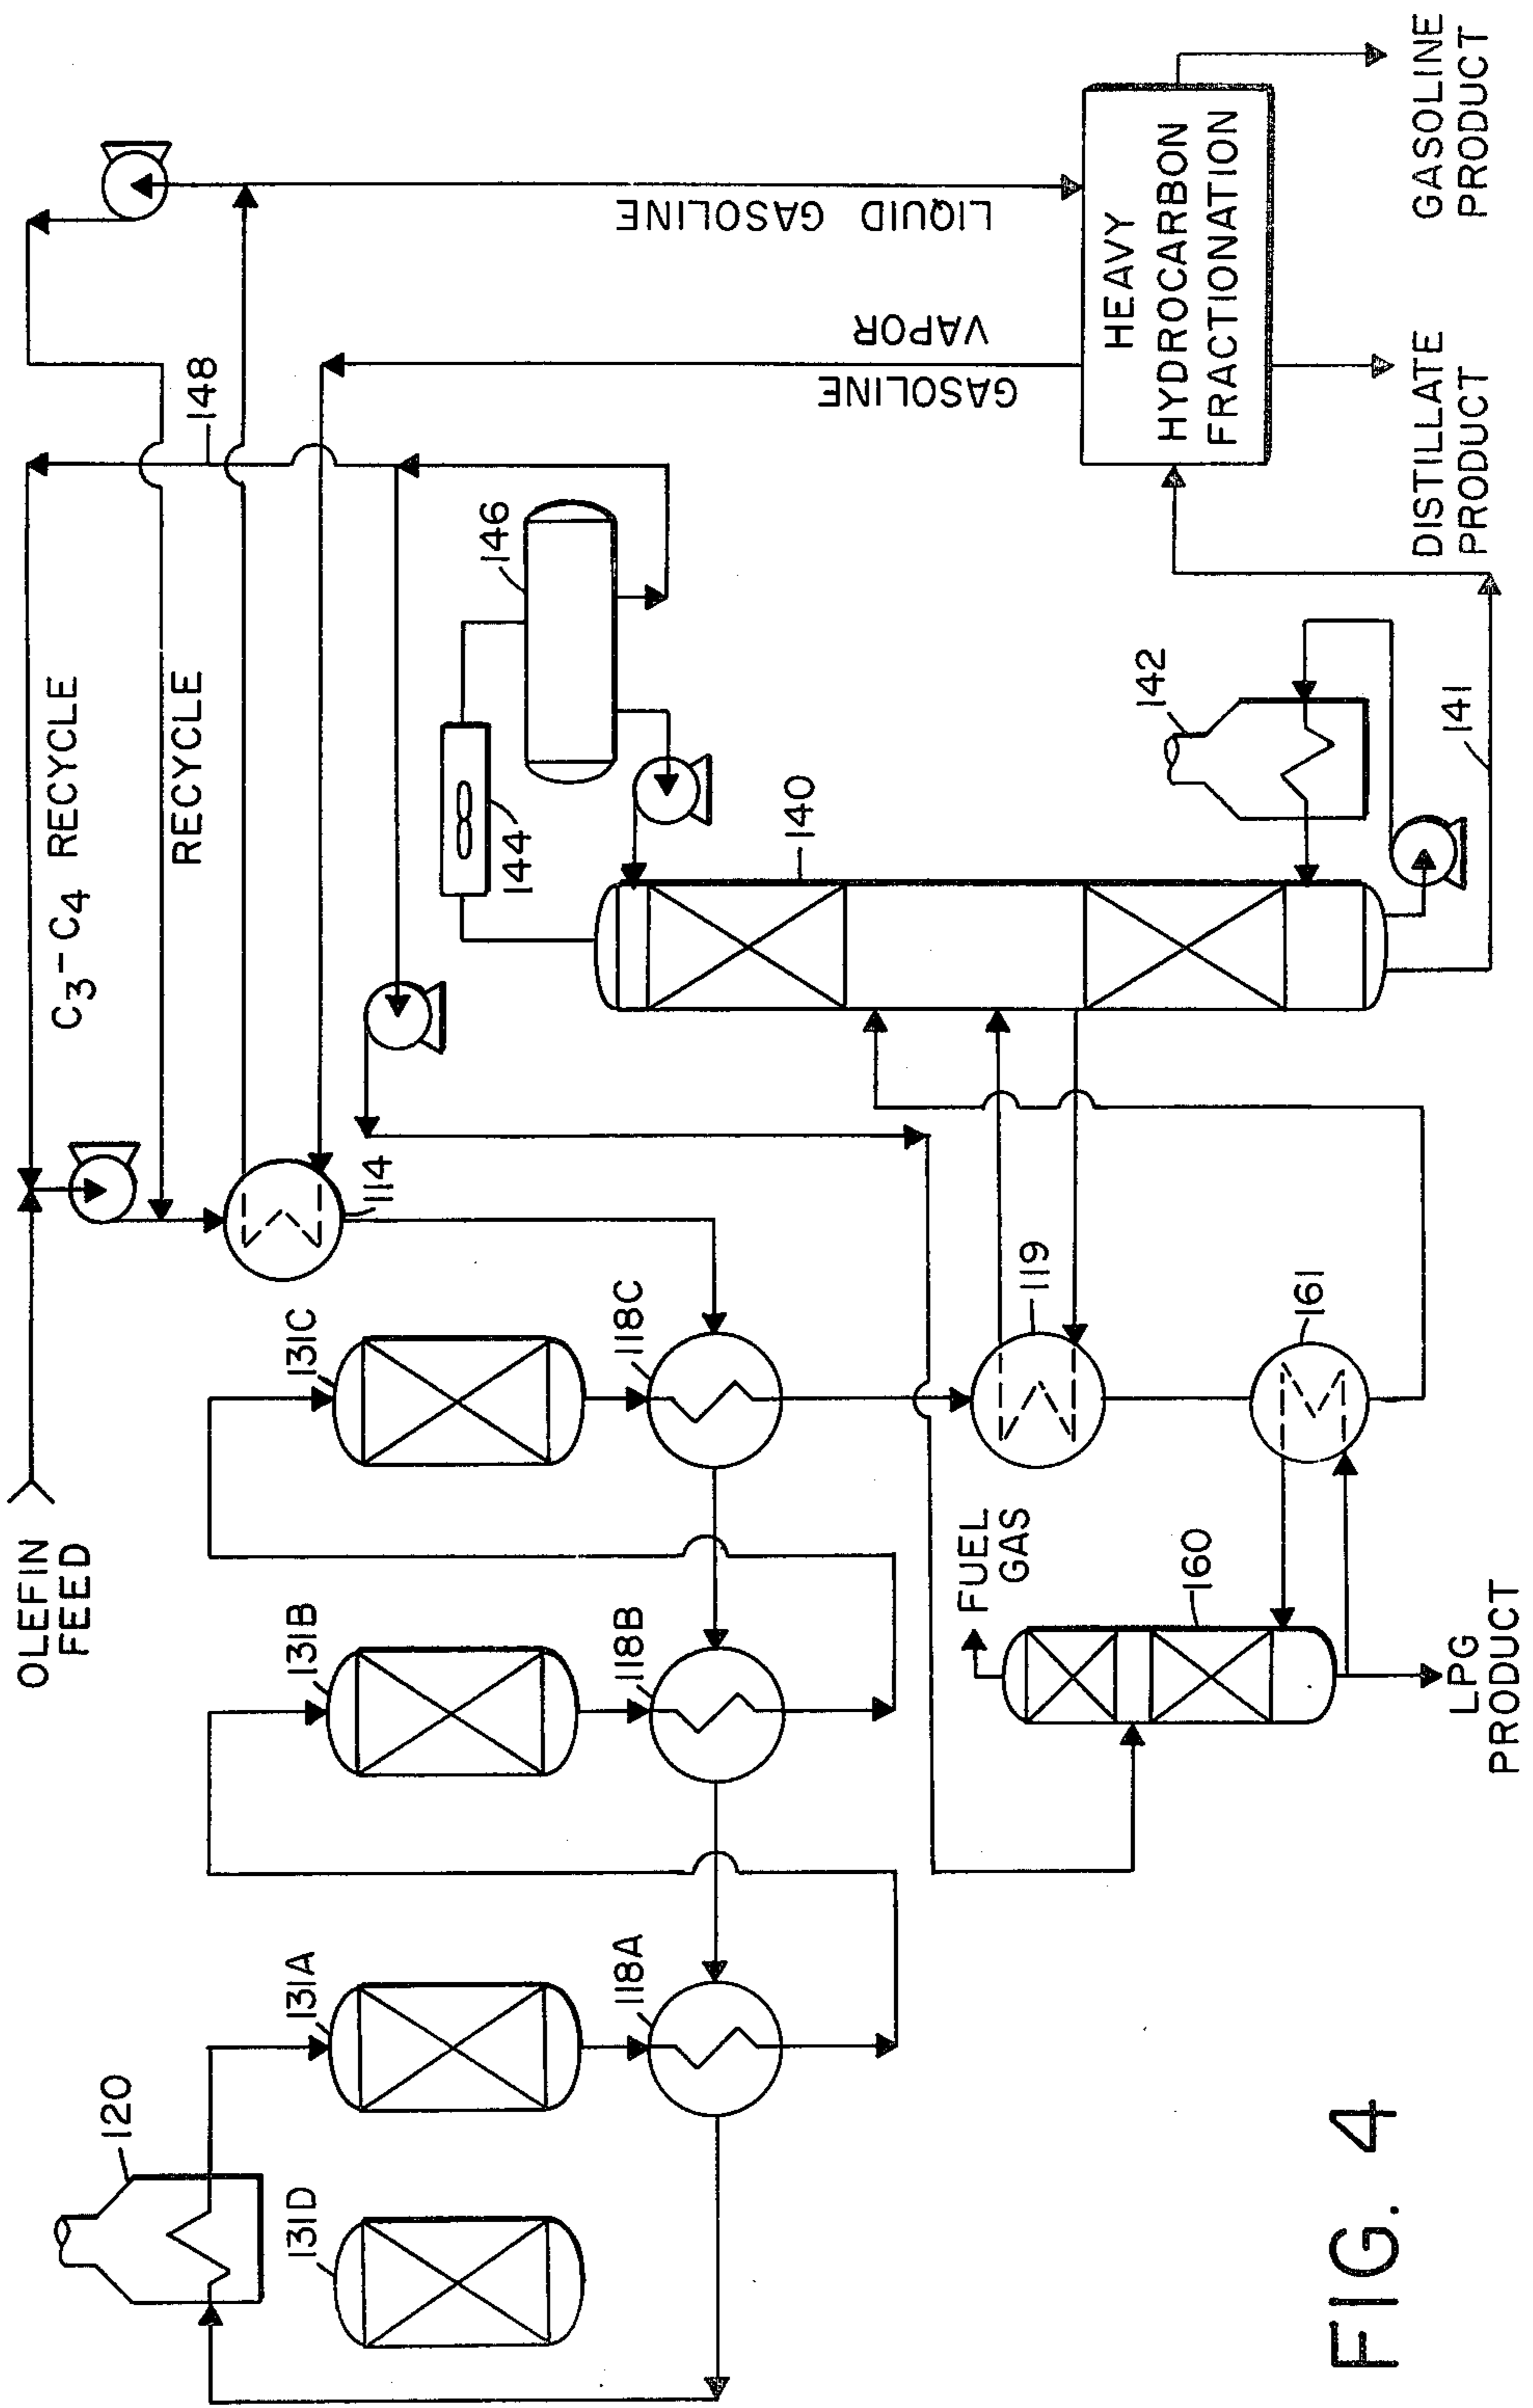 OLEFIN
FEED
C3-C4 RECYCLE
RECYCLE
148
120
131D
131A
131B
131C
118A
118B
118C
114
144
146
140
142
141
119
161
160
FUEL
GAS
LPG
PRODUCT
LIQUID GASOLINE
GASOLINE
VAPOR
HEAVY
HYDROCARBON
FRACTIONATION
DISTILLATE
PRODUCT
GASOLINE
PRODUCT
FIG. 4